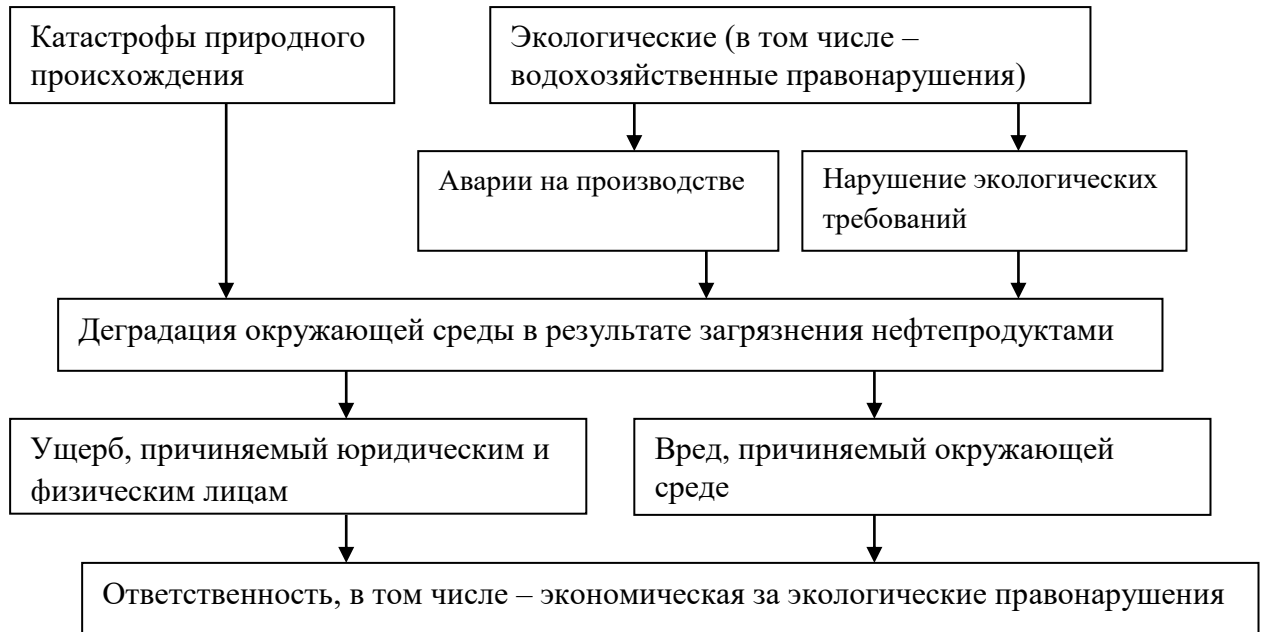 Катастрофы природного
происхождения
Экологические (в том числе –
водохозяйственные правонарушения)
Аварии на производстве
Нарушение экологических
требований
Деградация окружающей среды в результате загрязнения нефтепродуктами
Ущерб, причиняемый юридическим и
физическим лицам
Вред, причиняемый окружающей
среде
Ответственность, в том числе – экономическая за экологические правонарушения